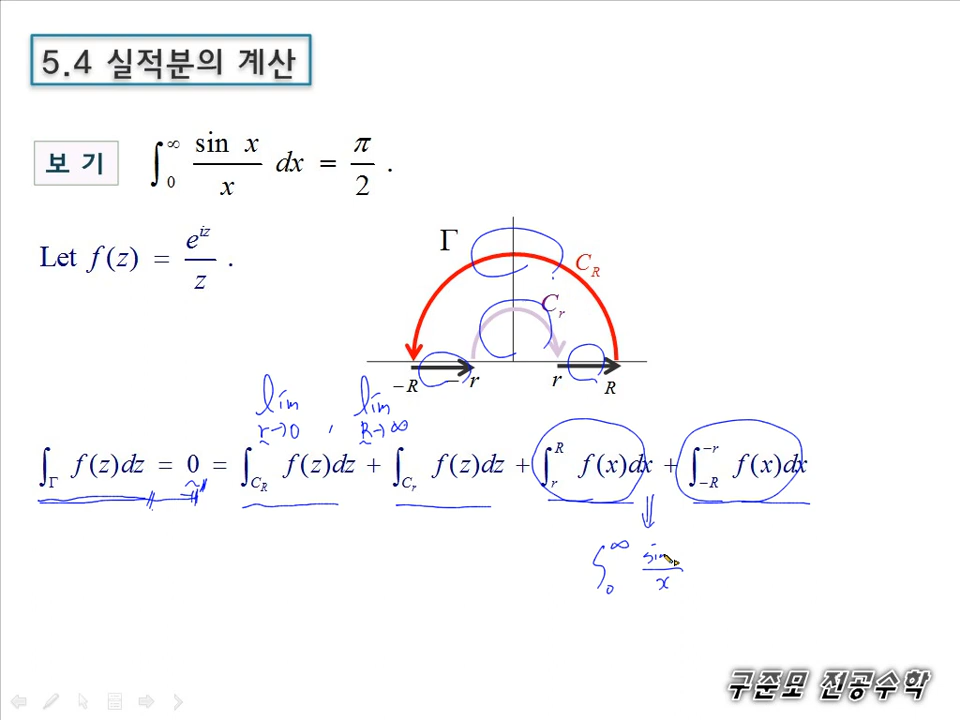 5.4 실적분의 계산
보 기 ∫₀^∞ (sin x)/x dx = π/2 .
Let f(z) = e^{iz}/z .
Γ
C_R
C_r
−R − r r R
lim r→0 , lim R→∞
∫_Γ f(z)dz = 0 = ∫_{C_R} f(z)dz + ∫_{C_r} f(z)dz + ∫_r^R f(x)dx + ∫_{−R}^{−r} f(x)dx
∫₀^∞ sin/x
구준모 전공수학